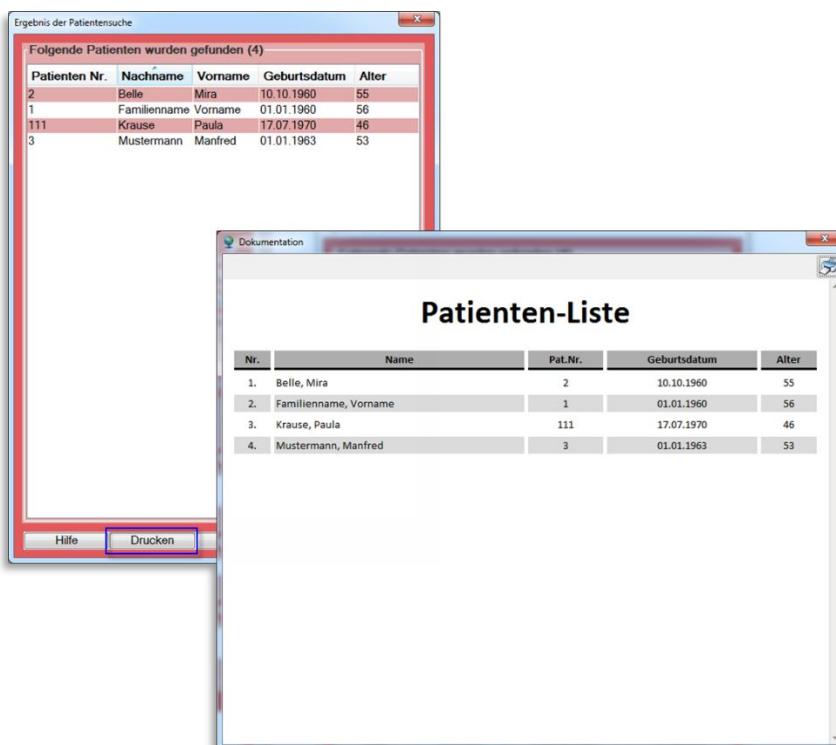 Ergebnis der Patientensuche
Folgende Patienten wurden gefunden (4)
Patienten Nr. Nachname Vorname Geburtsdatum Alter
2 Belle Mira 10.10.1960 55
1 Familienname Vorname 01.01.1960 56
111 Krause Paula 17.07.1970 46
3 Mustermann Manfred 01.01.1963 53
Hilfe Drucken
Dokumentation
Patienten-Liste
Nr. Name Pat.Nr. Geburtsdatum Alter
1. Belle, Mira 2 10.10.1960 55
2. Familienname, Vorname 1 01.01.1960 56
3. Krause, Paula 111 17.07.1970 46
4. Mustermann, Manfred 3 01.01.1963 53